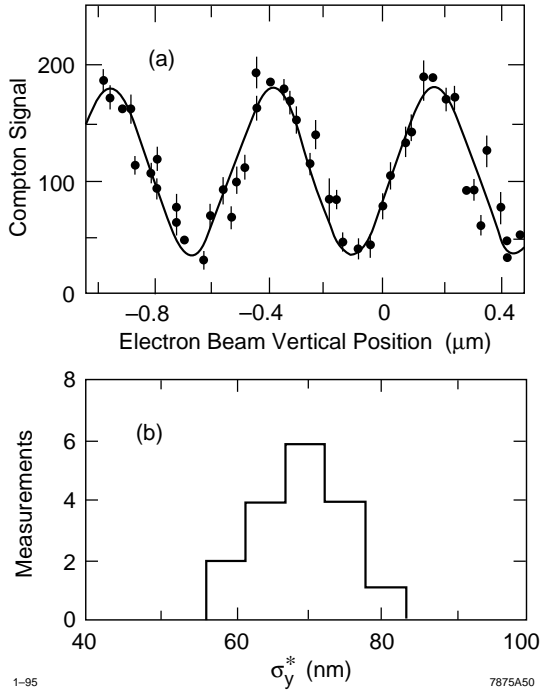 (a)
Compton Signal
200
100
0
–0.8 –0.4 0 0.4
Electron Beam Vertical Position (μm)
(b)
Measurements
8
6
4
2
0
40 60 80 100
σ*y (nm)
1–95 7875A50